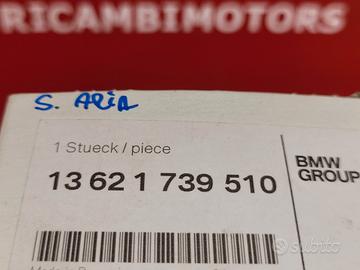 RICAMBIMOTORS
S. ARIA
1 Stueck / piece
13 62 1 739 510
BMW
GROUP
subito